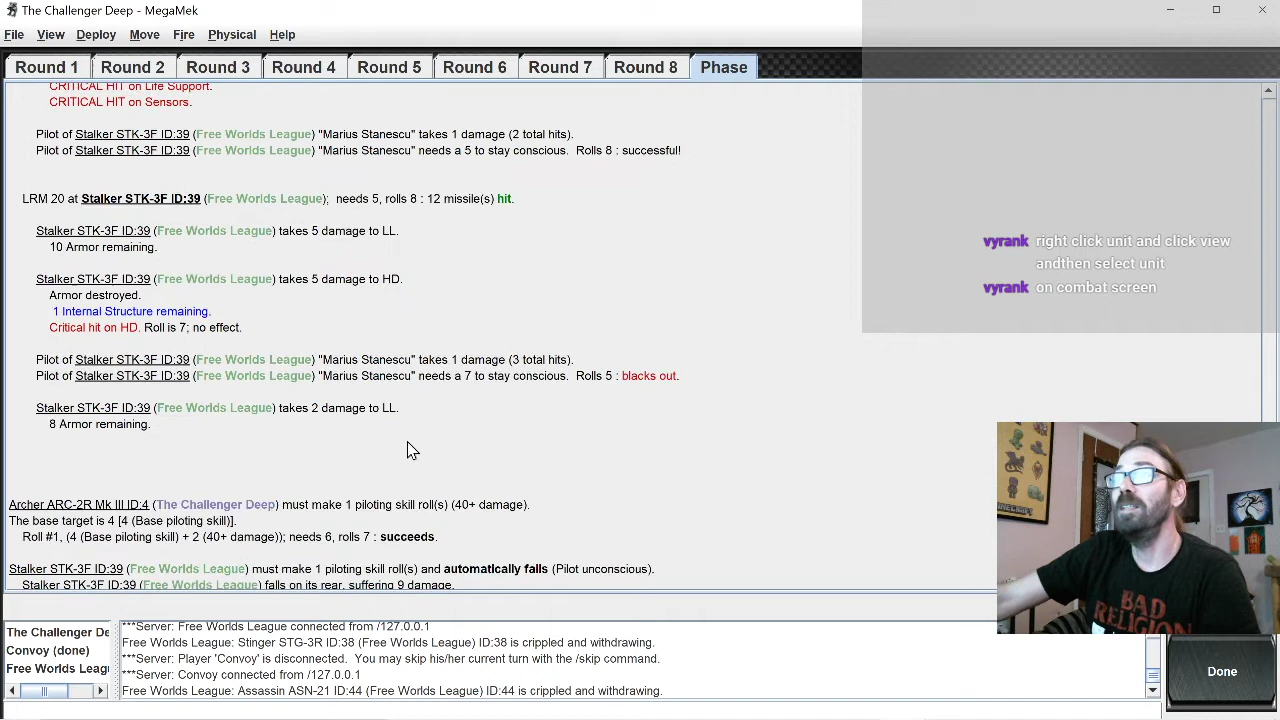 The Challenger Deep - MegaMek
File View Deploy Move Fire Physical Help
Round 1 Round 2 Round 3 Round 4 Round 5 Round 6 Round 7 Round 8 Phase
CRITICAL HIT on Life Support.
CRITICAL HIT on Sensors.
Pilot of Stalker STK-3F ID:39 (Free Worlds League) "Marius Stanescu" takes 1 damage (2 total hits).
Pilot of Stalker STK-3F ID:39 (Free Worlds League) "Marius Stanescu" needs a 5 to stay conscious. Rolls 8 : successful!
LRM 20 at Stalker STK-3F ID:39 (Free Worlds League); needs 5, rolls 8 : 12 missile(s) hit.
Stalker STK-3F ID:39 (Free Worlds League) takes 5 damage to LL.
10 Armor remaining.
Stalker STK-3F ID:39 (Free Worlds League) takes 5 damage to HD.
Armor destroyed.
1 Internal Structure remaining.
Critical hit on HD. Roll is 7; no effect.
Pilot of Stalker STK-3F ID:39 (Free Worlds League) "Marius Stanescu" takes 1 damage (3 total hits).
Pilot of Stalker STK-3F ID:39 (Free Worlds League) "Marius Stanescu" needs a 7 to stay conscious. Rolls 5 : blacks out.
Stalker STK-3F ID:39 (Free Worlds League) takes 2 damage to LL.
8 Armor remaining.
Archer ARC-2R Mk III ID:4 (The Challenger Deep) must make 1 piloting skill roll(s) (40+ damage).
The base target is 4 [4 (Base piloting skill)].
Roll #1, (4 (Base piloting skill) + 2 (40+ damage)); needs 6, rolls 7 : succeeds.
Stalker STK-3F ID:39 (Free Worlds League) must make 1 piloting skill roll(s) and automatically fails (Pilot unconscious).
Stalker STK-3F ID:39 (Free Worlds League) falls on its rear, suffering 9 damage.
vyrank right click unit and click view
andthen select unit
vyrank on combat screen
MINECRAFT
BAD
RELIGION
The Challenger De
Convoy (done)
Free Worlds Leagu
***Server: Free Worlds League connected from /127.0.0.1
Free Worlds League: Stinger STG-3R ID:38 (Free Worlds League) ID:38 is crippled and withdrawing.
***Server: Player 'Convoy' is disconnected. You may skip his/her current turn with the /skip command.
***Server: Convoy connected from /127.0.0.1
Free Worlds League: Assassin ASN-21 ID:44 (Free Worlds League) ID:44 is crippled and withdrawing.
Done